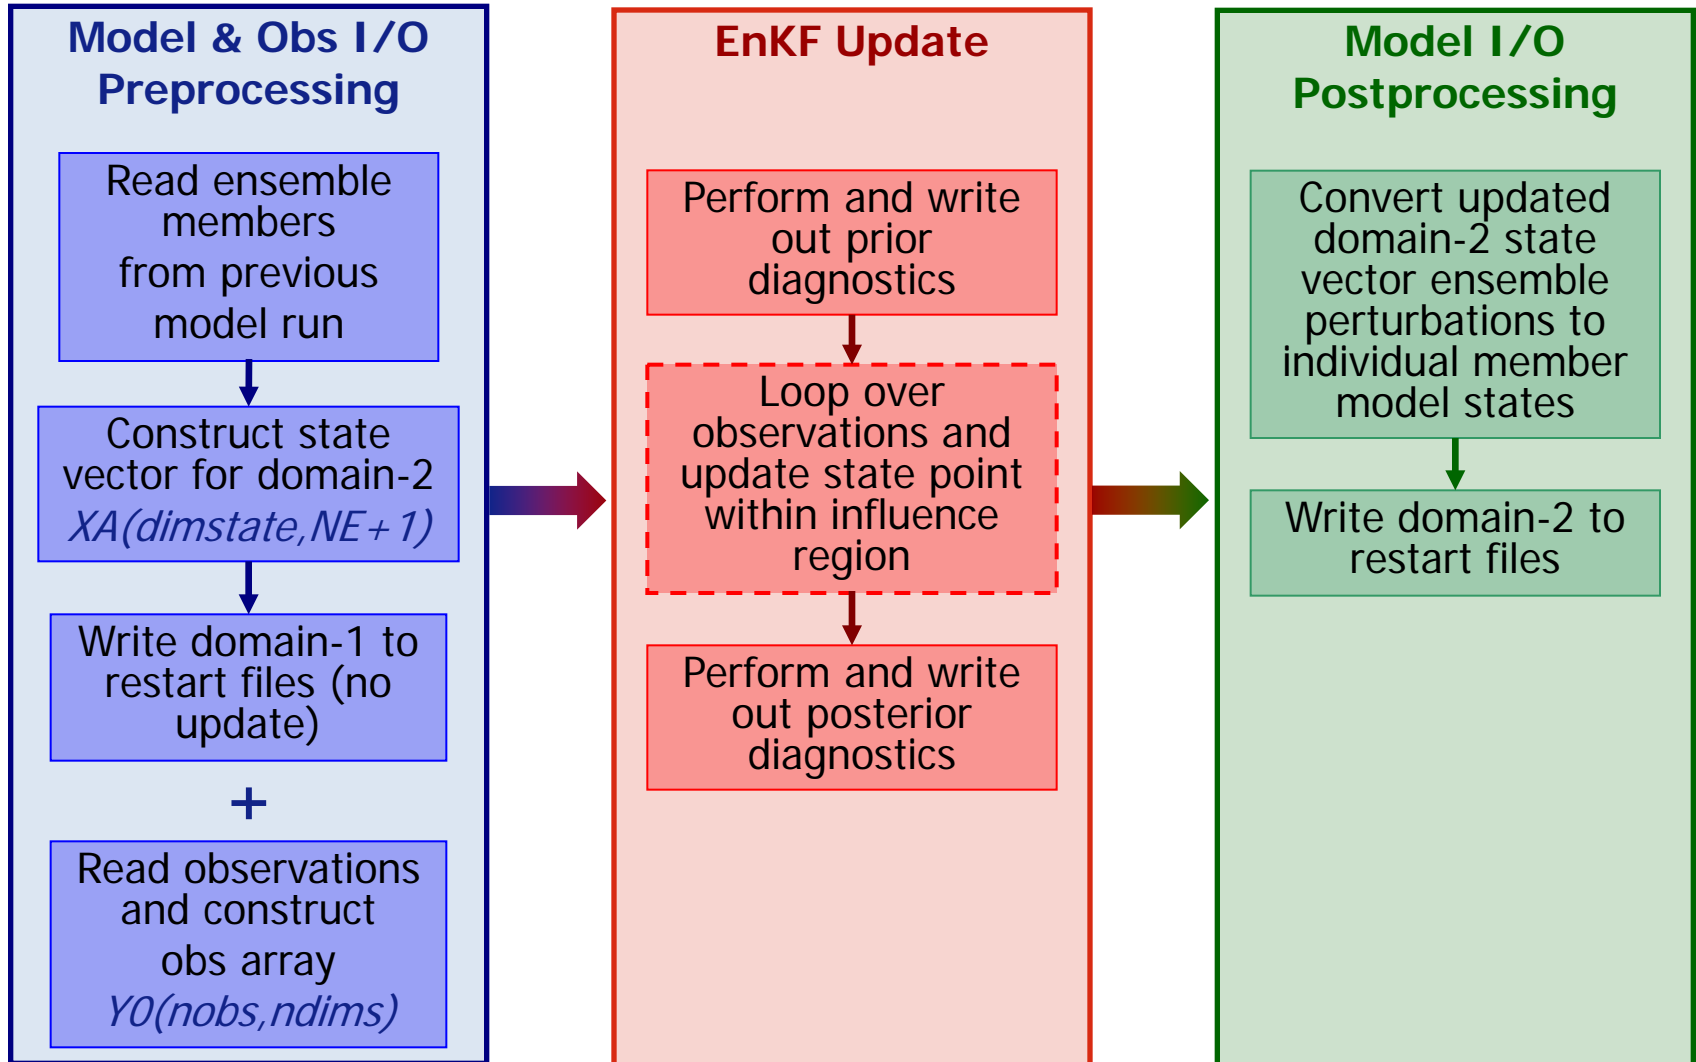 Model & Obs I/O
Preprocessing
Read ensemble
members
from previous
model run
Construct state
vector for domain-2
XA(dimstate,NE+1)
Write domain-1 to
restart files (no
update)
+
Read observations
and construct
obs array
Y0(nobs,ndims)
EnKF Update
Perform and write
out prior
diagnostics
Loop over
observations and
update state point
within influence
region
Perform and write
out posterior
diagnostics
Model I/O
Postprocessing
Convert updated
domain-2 state
vector ensemble
perturbations to
individual member
model states
Write domain-2 to
restart files